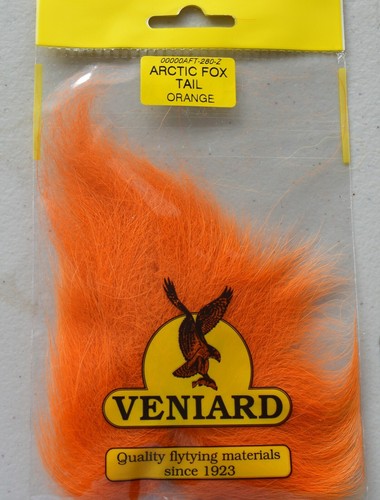 00000AFT-280-Z
ARCTIC FOX
TAIL
ORANGE
VENIARD
Quality flytying materials
since 1923